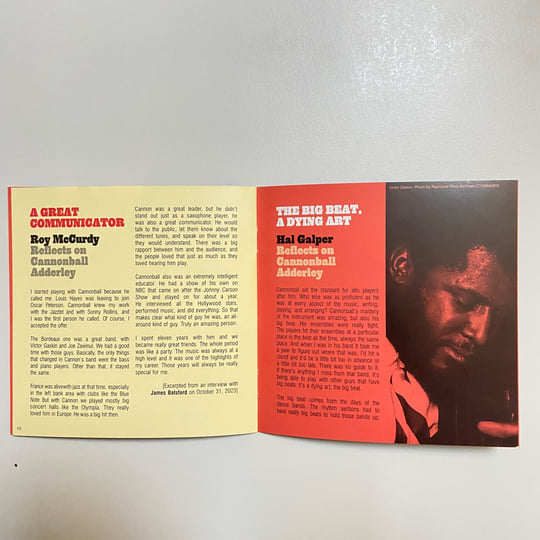 A GREAT
COMMUNICATOR
Roy McCurdy
Reflects on
Cannonball
Adderley
I started playing with Cannonball because he
called me. Louis Hayes was leaving to join
Oscar Peterson. Cannonball knew my work
with the Jazztet and with Sonny Rollins, and
I was the first person he called. Of course, I
accepted the offer.
The Bordeaux one was a great band, with
Victor Gaskin and Joe Zawinul. We had a good
time with those guys. Basically, the only things
that changed in Cannon's band were the bass
and piano players. Other than that, it stayed
the same.
France was alive with jazz at that time, especially
in the left bank area with clubs like the Blue
Note. But with Cannon we played mostly big
concert halls like the Olympia. They really
loved him in Europe. He was a big hit then.
Cannon was a great leader, but he didn't
stand out just as a saxophone player, he
was also a great communicator. He would
talk to the public, let them know about the
different tunes, and speak on their level so
they would understand. There was a big
rapport between him and the audience, and
the people loved that just as much as they
loved hearing him play.
Cannonball also was an extremely intelligent
educator. He had a show of his own on
NBC that came on after the Johnny Carson
Show and stayed on for about a year.
He interviewed all the Hollywood stars,
performed music, and did everything. So that
makes clear what kind of guy he was, an all-
around kind of guy. Truly an amazing person.
I spent eleven years with him and we
became really great friends. The whole period
was like a party. The music was always at a
high level and it was one of the highlights of
my career. Those years will always be really
special for me.
[Excerpted from an interview with
James Batsford on October 31, 2023]
Victor Gaskin. Photo by Raymond Ross Archives/CTSIMAGES.
THE BIG BEAT,
A DYING ART
Hal Galper
Reflects on
Cannonball
Adderley
Cannonball set the standard for alto players
after him. Who else was as proficient as he
was at every aspect of the music, writing,
playing, and arranging? Cannonball's mastery
of the instrument was amazing, but also his
big beat. His ensembles were really tight.
The players hit their ensembles at a particular
place in the beat all the time, always the same
place. And when I was in his band it took me
a year to figure out where that was. I'd hit a
chord and it'd be a little bit too in advance or
a little bit too late. There was no guide to it.
If there's anything I miss from that band, it's
being able to play with other guys that have
big beats, it's a dying art, the big beat.
The big beat comes from the days of the
dance bands. The rhythm sections had to
have really big beats to hold those bands up.